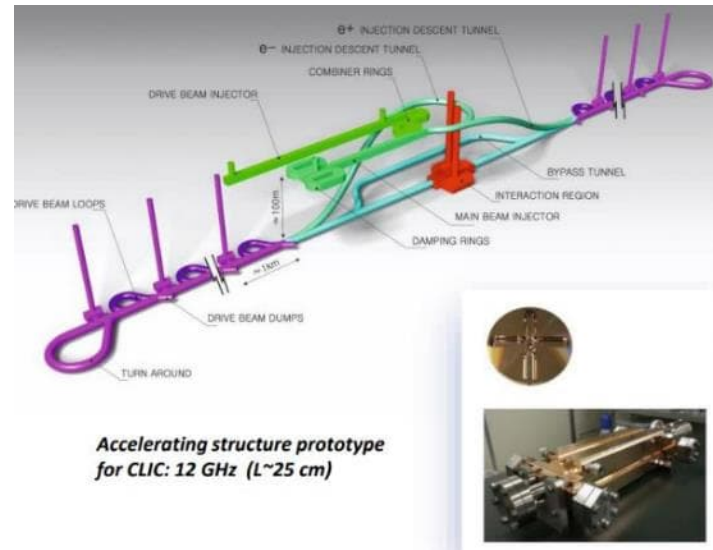 e+ INJECTION DESCENT TUNNEL
e- INJECTION DESCENT TUNNEL
COMBINER RINGS
DRIVE BEAM INJECTOR
BYPASS TUNNEL
INTERACTION REGION
MAIN BEAM INJECTOR
DAMPING RINGS
DRIVE BEAM LOOPS
~100m
~1km
DRIVE BEAM DUMPS
TURN AROUND
Accelerating structure prototype
for CLIC: 12 GHz (L~25 cm)